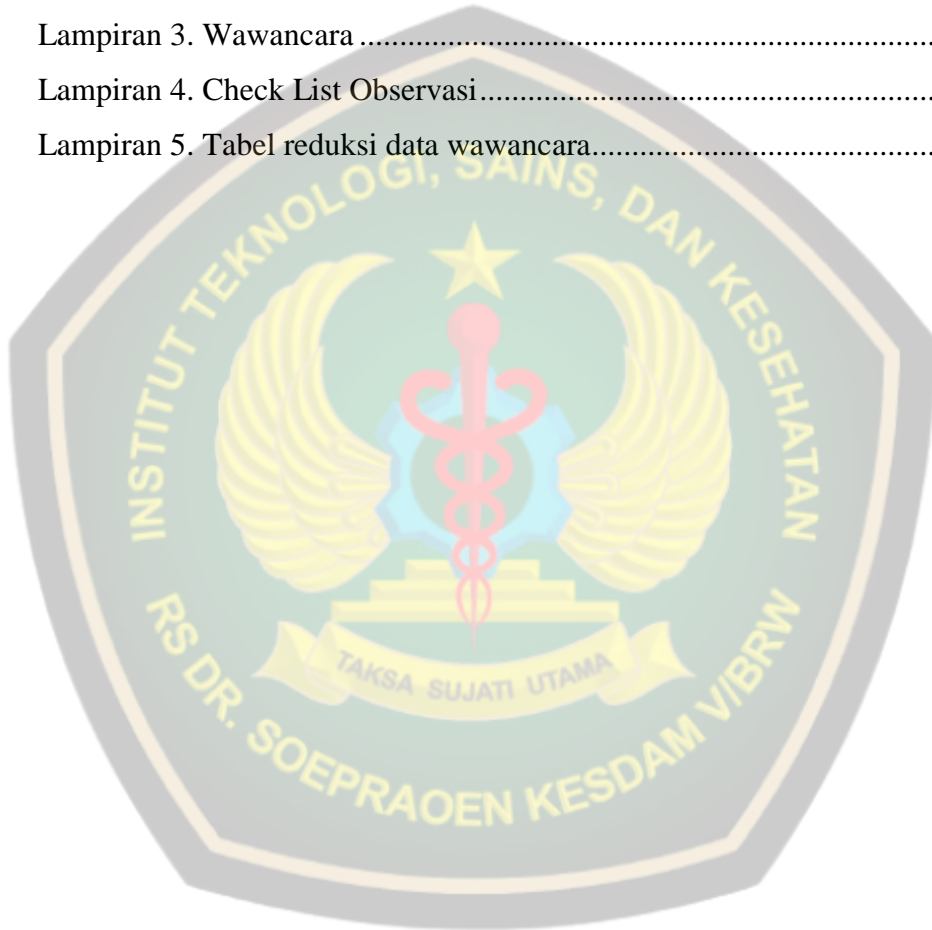 Lampiran 3. Wawancara ........................................................................
Lampiran 4. Check List Observasi.........................................................
Lampiran 5. Tabel reduksi data wawancara...........................................
INSTITUT TEKNOLOGI, SAINS, DAN KESEHATAN
TAKSA SUJATI UTAMA
RS DR. SOEPRAOEN KESDAM V/BRW